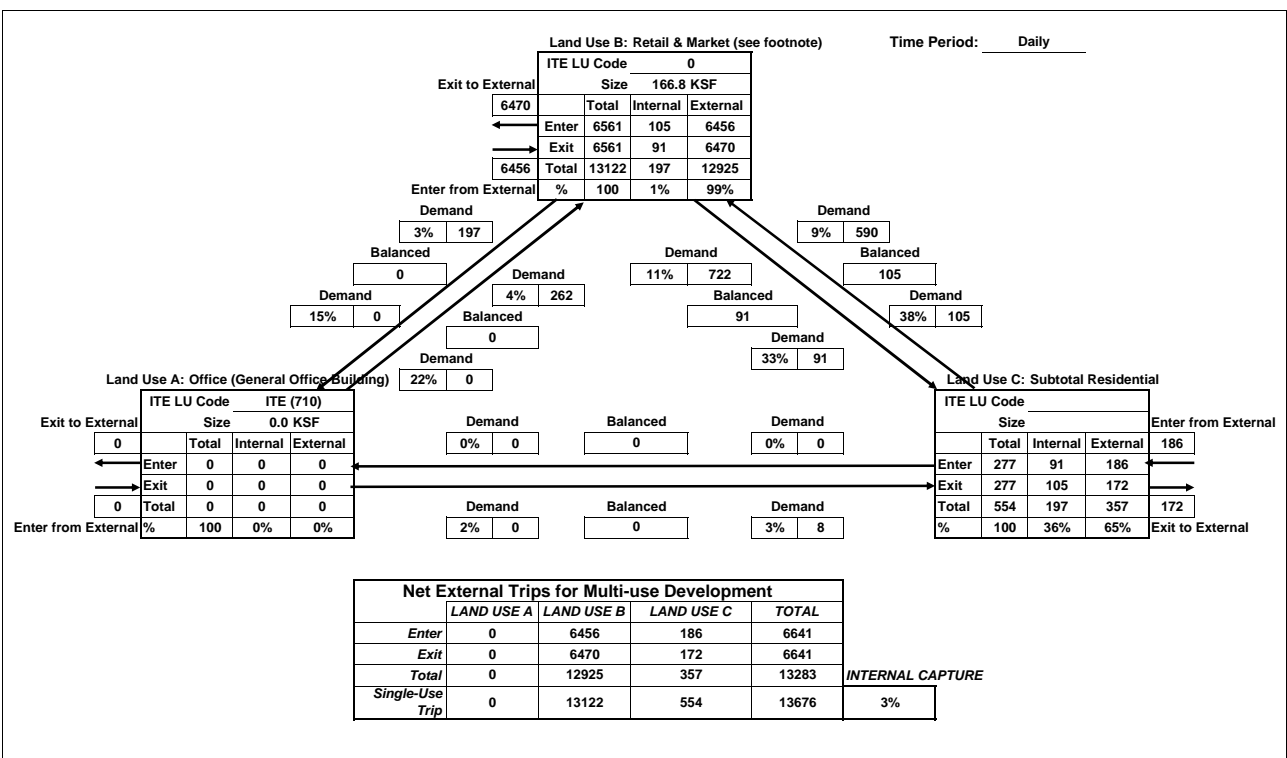 Land Use B: Retail & Market (see footnote) Time Period: Daily
ITE LU Code 0
Exit to External Size 166.8 KSF
6470 Total Internal External
Enter 6561 105 6456
Exit 6561 91 6470
6456 Total 13122 197 12925
Enter from External % 100 1% 99%
Demand Demand
3% 197 9% 590
Balanced Demand Balanced
0 Demand 11% 722 105
Demand 4% 262 Balanced Demand
15% 0 Balanced 91 38% 105
0 Demand
Demand 33% 91
Land Use A: Office (General Office Building) 22% 0 Land Use C: Subtotal Residential
ITE LU Code ITE (710) ITE LU Code
Exit to External Size 0.0 KSF Demand Balanced Demand Size Enter from External
0 Total Internal External 0% 0 0 0% 0 Total Internal External 186
Enter 0 0 0 Enter 277 91 186
Exit 0 0 0 Exit 277 105 172
0 Total 0 0 0 Demand Balanced Demand Total 554 197 357 172
Enter from External % 100 0% 0% 2% 0 0 3% 8 % 100 36% 65% Exit to External
Net External Trips for Multi-use Development
LAND USE A LAND USE B LAND USE C TOTAL
Enter 0 6456 186 6641
Exit 0 6470 172 6641
Total 0 12925 357 13283 INTERNAL CAPTURE
Single-Use
Trip 0 13122 554 13676 3%